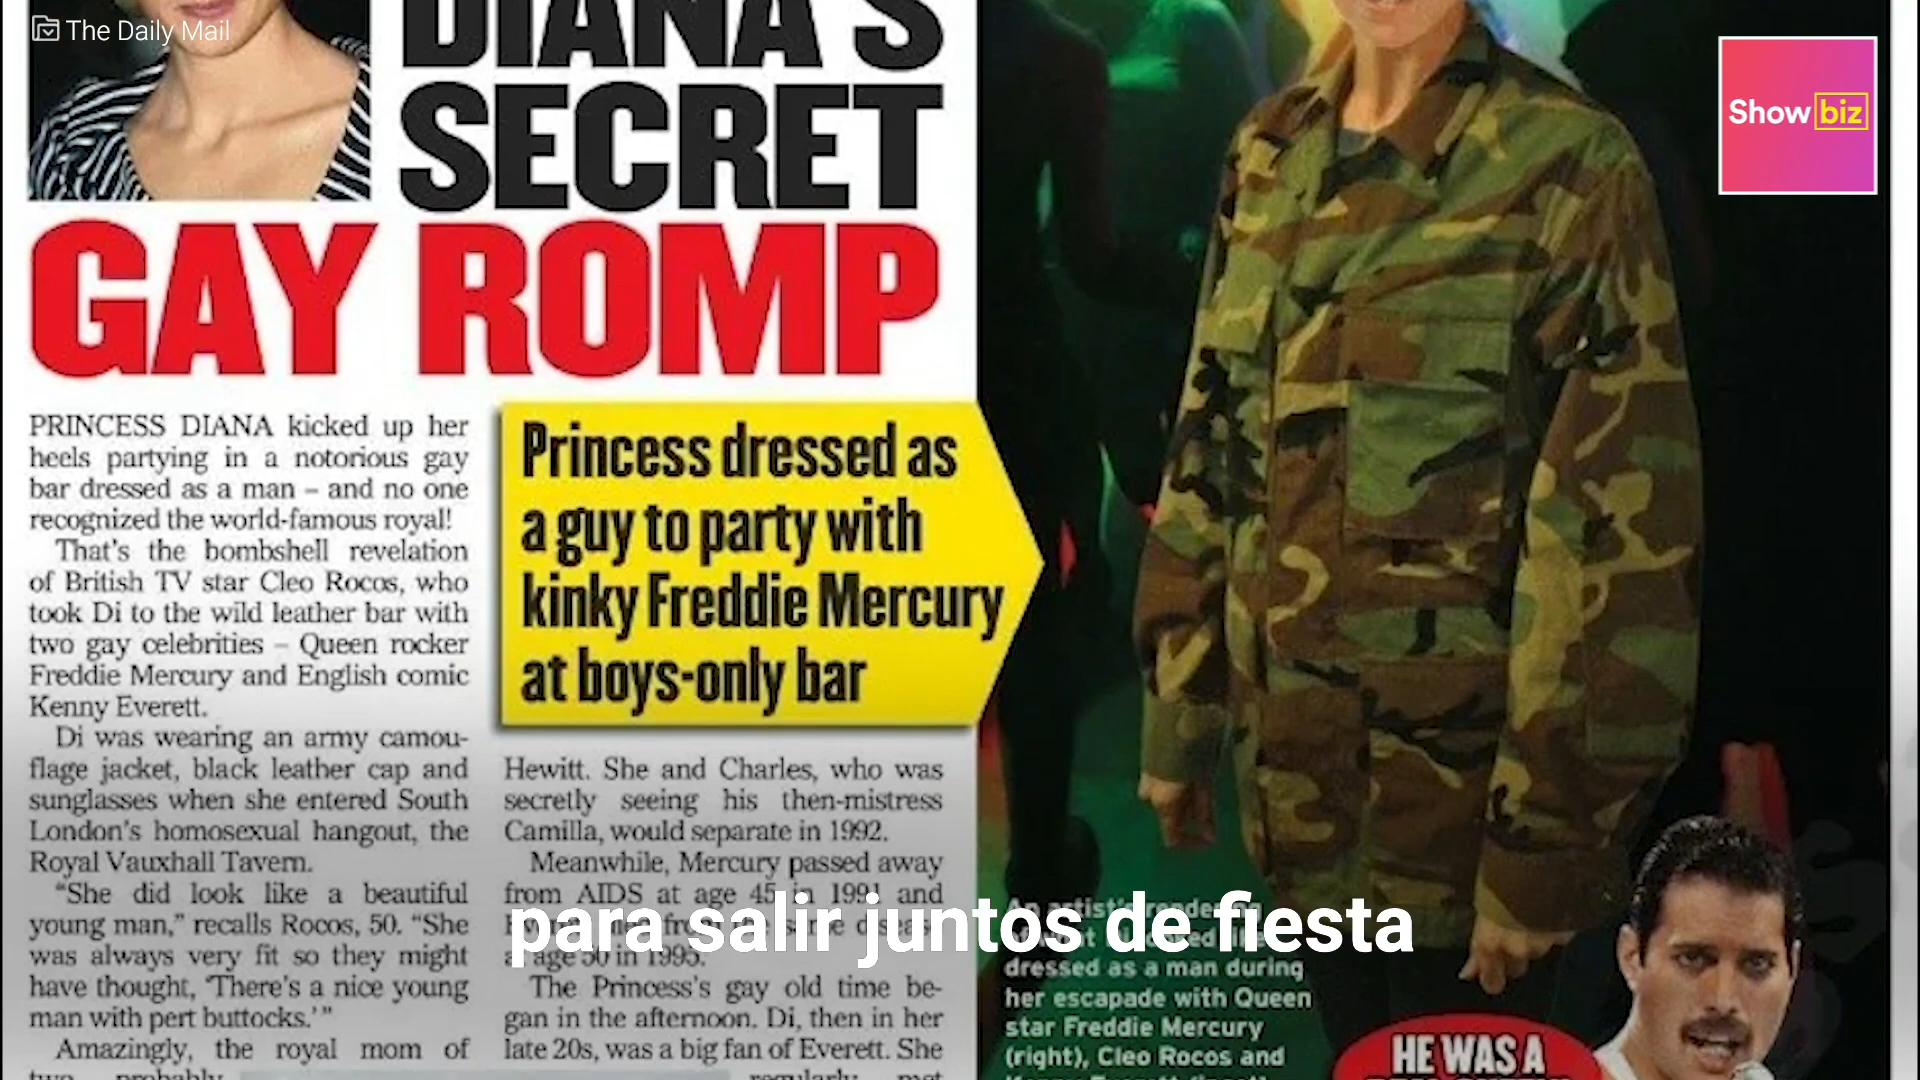 The Daily Mail
Show biz
DIANA'S
SECRET
GAY ROMP
Princess dressed as
a guy to party with
kinky Freddie Mercury
at boys-only bar
PRINCESS DIANA kicked up her
heels partying in a notorious gay
bar dressed as a man – and no one
recognized the world-famous royal!
That's the bombshell revelation
of British TV star Cleo Rocos, who
took Di to the wild leather bar with
two gay celebrities – Queen rocker
Freddie Mercury and English comic
Kenny Everett.
Di was wearing an army camou-
flage jacket, black leather cap and
sunglasses when she entered South
London's homosexual hangout, the
Royal Vauxhall Tavern.
"She did look like a beautiful
young man," recalls Rocos, 50. "She
was always very fit so they might
have thought, 'There's a nice young
man with pert buttocks.'"
Amazingly, the royal mom of
two probably
Hewitt. She and Charles, who was
secretly seeing his then-mistress
Camilla, would separate in 1992.
Meanwhile, Mercury passed away
from AIDS at age 45 in 1991 and
at age 50 in 1995.
The Princess's gay old time be-
gan in the afternoon. Di, then in her
late 20s, was a big fan of Everett. She
regularly met
An artist's
dressed as a man during
her escapade with Queen
star Freddie Mercury
(right), Cleo Rocos and
HE WAS A
para salir juntos de fiesta